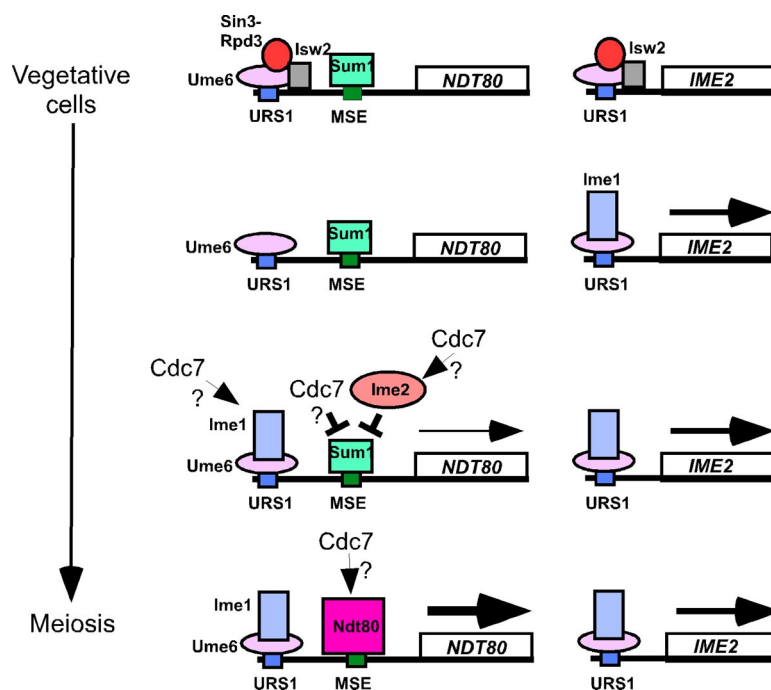 Sin3-
Rpd3
Isw2
Vegetative
cells
Ume6
Sum1
NDT80
IME2
Isw2
URS1
MSE
URS1
Ime1
Ume6
Sum1
NDT80
IME2
URS1
MSE
URS1
Cdc7
?
Cdc7
?
Cdc7
?
Ime2
Ime1
Ume6
Sum1
NDT80
IME2
URS1
MSE
URS1
Cdc7
?
Meiosis
Ime1
Ume6
Ndt80
NDT80
IME2
URS1
MSE
URS1